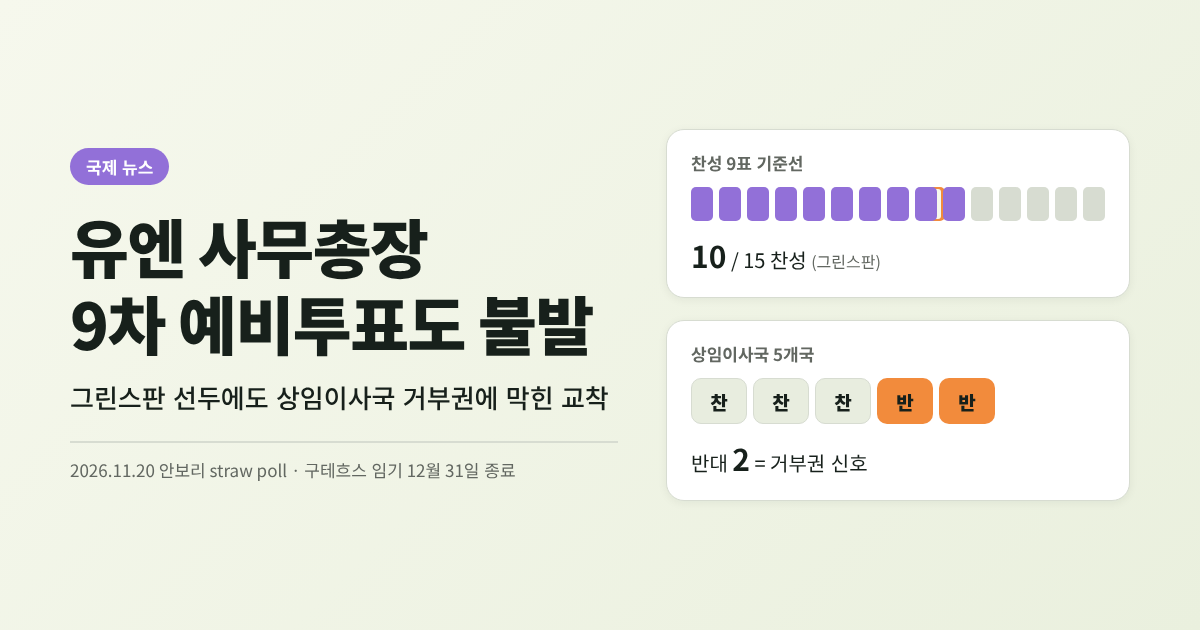 국제 뉴스
유엔 사무총장
9차 예비투표도 불발
그린스판 선두에도 상임이사국 거부권에 막힌 교착
2026.11.20 안보리 straw poll · 구테흐스 임기 12월 31일 종료
찬성 9표 기준선
10 / 15 찬성 (그린스판)
상임이사국 5개국
찬 찬 찬 반 반
반대 2 = 거부권 신호